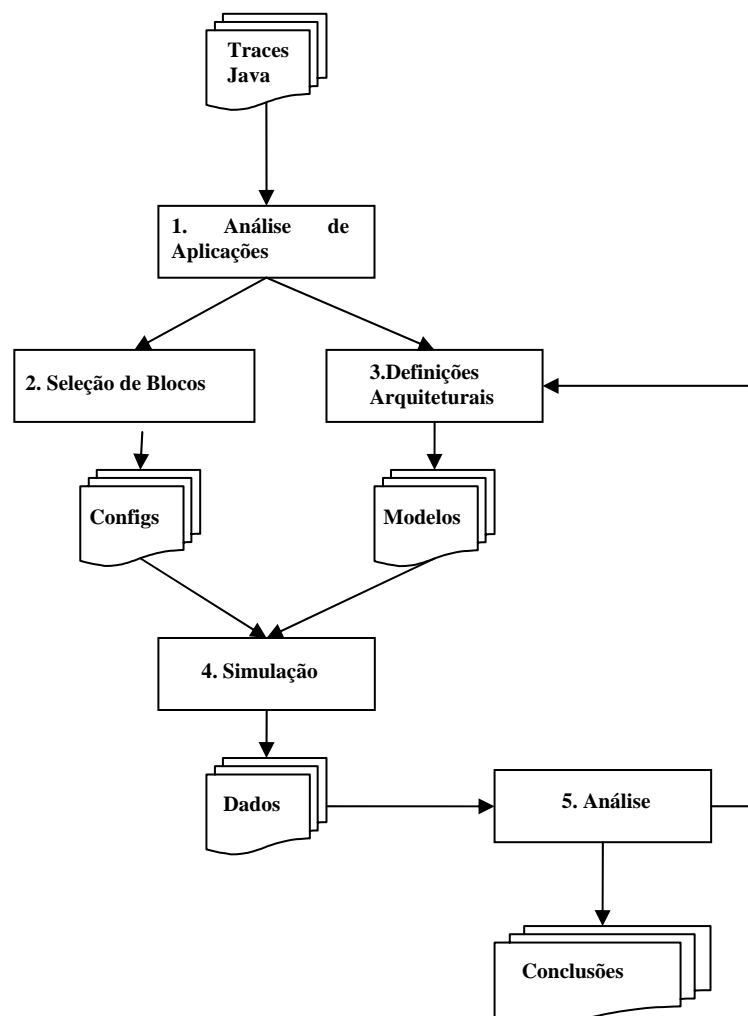 Traces
Java
1. Análise de
Aplicações
2. Seleção de Blocos
3.Definições
Arquiteturais
Configs
Modelos
4. Simulação
Dados
5. Análise
Conclusões